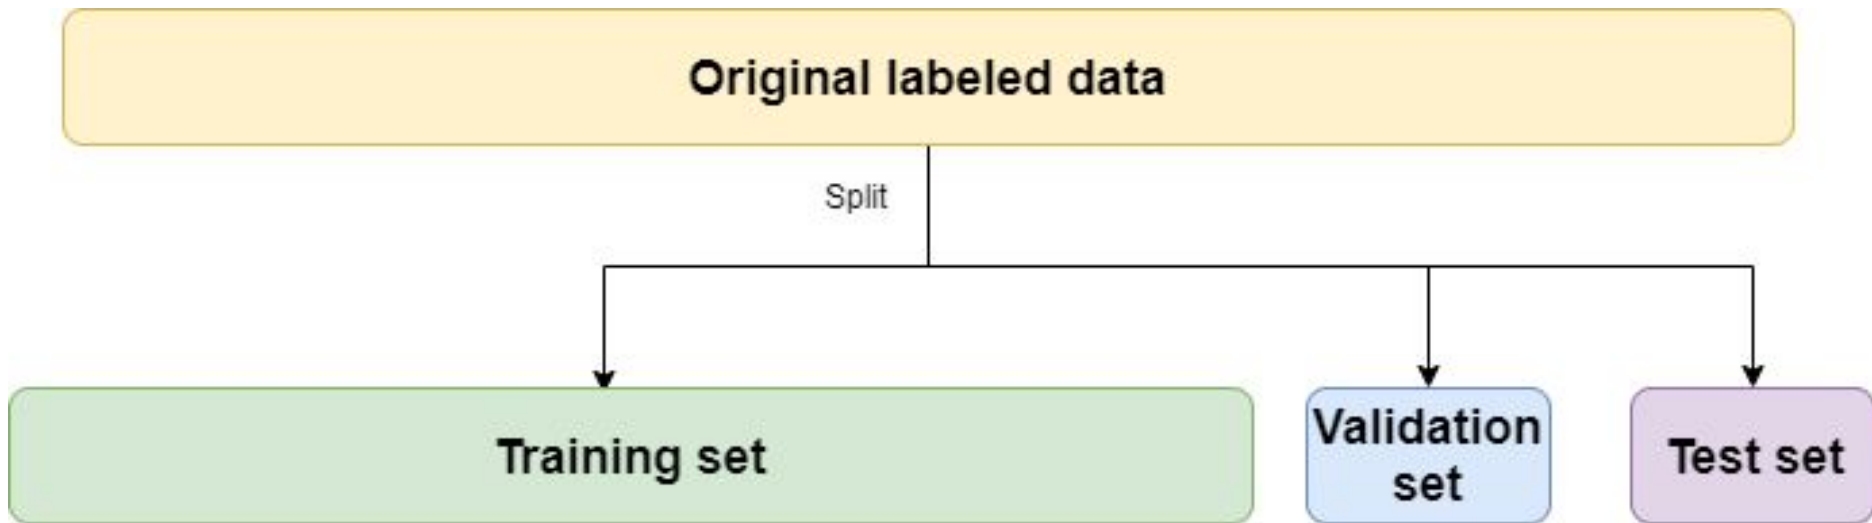 Original labeled data
Split
Training set
Validation
set
Test set